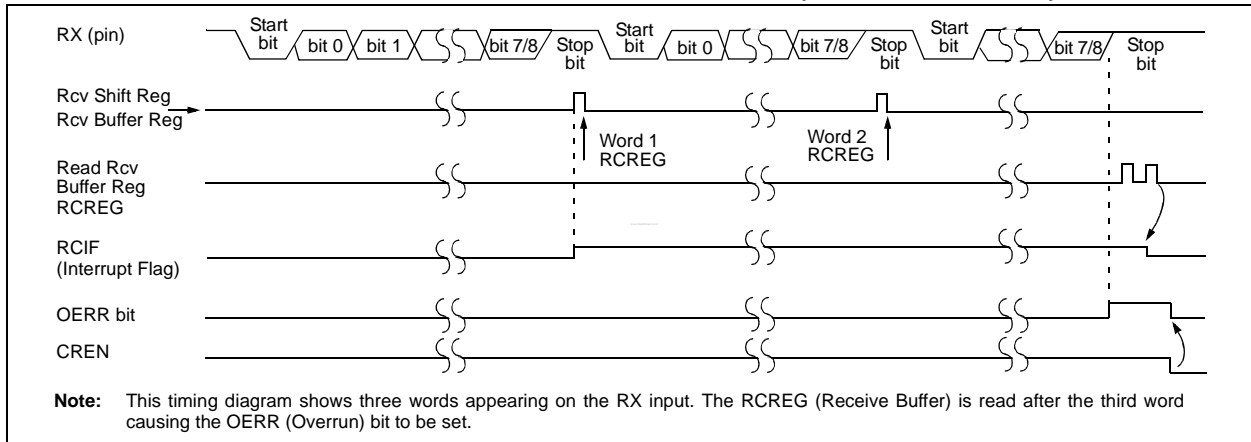 RX (pin)
Start
bit
bit 0
bit 1
bit 7/8
Stop
bit
Start
bit
bit 0
bit 7/8
Stop
bit
Start
bit
bit 7/8
Stop
bit
Rcv Shift Reg
Rcv Buffer Reg
Word 1
RCREG
Word 2
RCREG
Read Rcv
Buffer Reg
RCREG
RCIF
(Interrupt Flag)
OERR bit
CREN
Note: This timing diagram shows three words appearing on the RX input. The RCREG (Receive Buffer) is read after the third word
causing the OERR (Overrun) bit to be set.